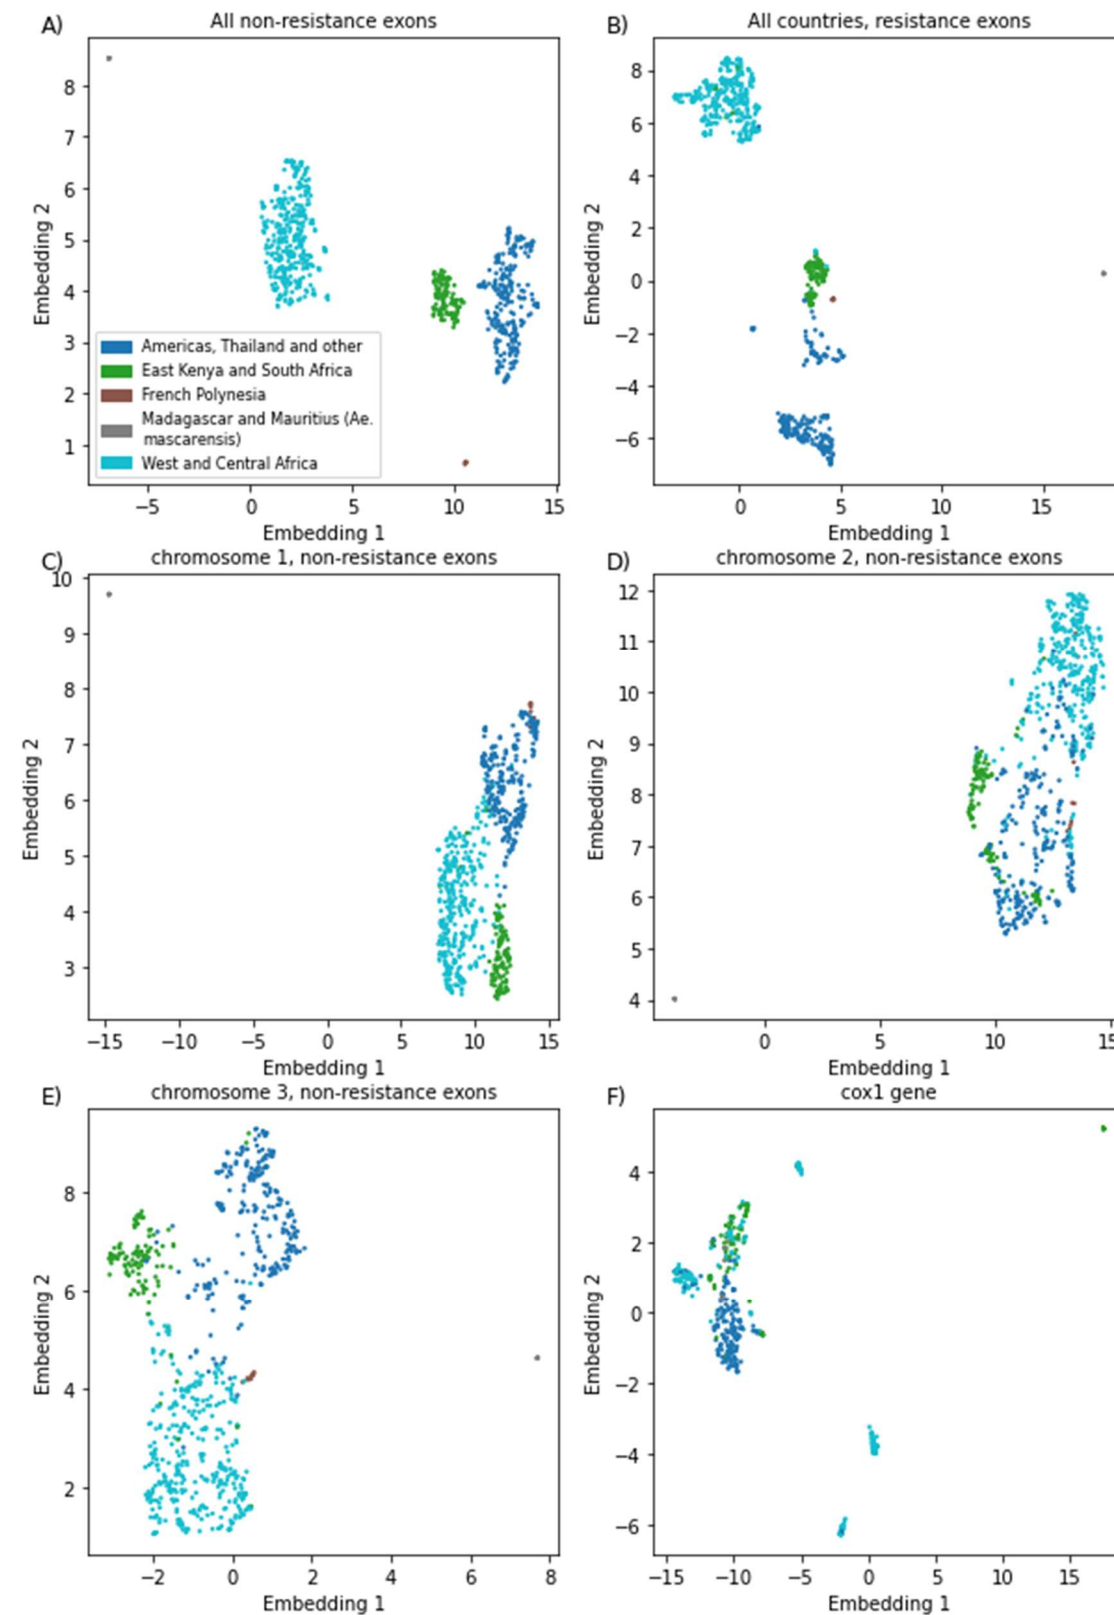 A) All non-resistance exons
8
7
6
5
4
3
2
1
Embedding 2
Americas, Thailand and other
East Kenya and South Africa
French Polynesia
Madagascar and Mauritius (Ae.
mascarensis)
West and Central Africa
−5 0 5 10 15
Embedding 1
B) All countries, resistance exons
8
6
4
2
0
−2
−4
−6
Embedding 2
0 5 10 15
Embedding 1
C) chromosome 1, non-resistance exons
10
9
8
7
6
5
4
3
Embedding 2
−15 −10 −5 0 5 10 15
Embedding 1
D) chromosome 2, non-resistance exons
12
11
10
9
8
7
6
5
4
Embedding 2
0 5 10 15
Embedding 1
E) chromosome 3, non-resistance exons
8
6
4
2
Embedding 2
−2 0 2 4 6 8
Embedding 1
F) cox1 gene
4
2
0
−2
−4
−6
Embedding 2
−15 −10 −5 0 5 10 15
Embedding 1